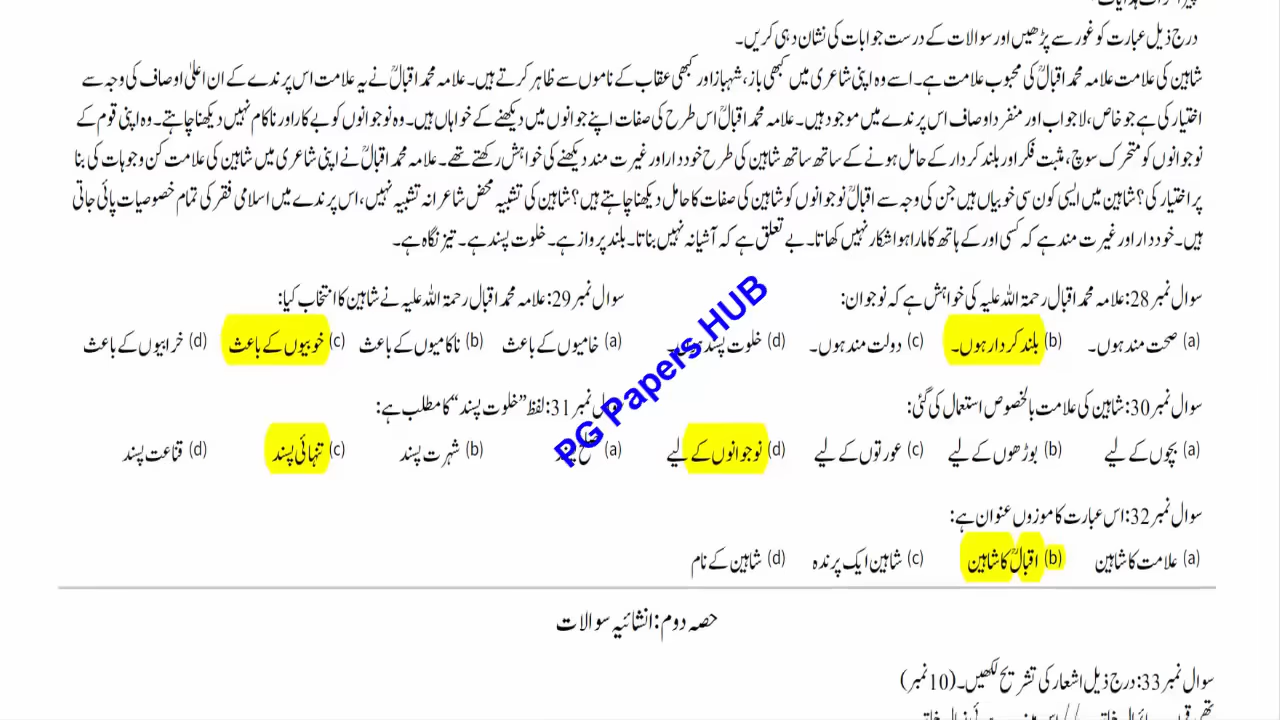 درج ذیل عبارت کو غور سے پڑھیں اور سوالات کے درست جوابات کی نشان دہی کریں۔
شاہین کی علامت علامہ محمد اقبالؒ کی محبوب علامت ہے۔ اسے وہ اپنی شاعری میں کبھی باز، شہباز اور کبھی عقاب کے ناموں سے ظاہر کرتے ہیں۔ علامہ محمد اقبالؒ نے یہ علامت اس پرندے کے ان اعلیٰ اوصاف کی وجہ سے
اختیار کی ہے جو خاص، لاجواب اور منفرد اوصاف اس پرندے میں موجود ہیں۔ علامہ محمد اقبالؒ اس طرح کی صفات اپنے جوانوں میں دیکھنے کے خواہاں ہیں۔ وہ نوجوانوں کو بے کار اور ناکام نہیں دیکھنا چاہتے۔ وہ اپنی قوم کے
نوجوانوں کو متحرک سوچ، مثبت فکر اور بلند کردار کے حامل ہونے کے ساتھ ساتھ شاہین کی طرح خود دار اور غیرت مند دیکھنے کی خواہش رکھتے تھے۔ علامہ محمد اقبالؒ نے اپنی شاعری میں شاہین کی علامت کن وجوہات کی بنا
پر اختیار کی؟ شاہین میں ایسی کون سی خوبیاں ہیں جن کی وجہ سے اقبالؒ نوجوانوں کو شاہین کی صفات کا حامل دیکھنا چاہتے ہیں؟ شاہین کی تشبیہ محض شاعرانہ تشبیہ نہیں، اس پرندے میں اسلامی فقر کی تمام خصوصیات پائی جاتی
ہیں۔ خود دار اور غیرت مند ہے کہ کسی اور کے ہاتھ کا مارا ہوا شکار نہیں کھاتا۔ بے تعلق ہے کہ آشیانہ نہیں بناتا۔ بلند پرواز ہے۔ خلوت پسند ہے۔ تیز نگاہ ہے۔
سوال نمبر 28: علامہ محمد اقبال رحمۃ اللہ علیہ کی خواہش ہے کہ نوجوان:
(a) صحت مند ہوں۔ (b) بلند کردار ہوں۔ (c) دولت مند ہوں۔ (d) خلوت پسند ہوں۔
سوال نمبر 29: علامہ محمد اقبال رحمۃ اللہ علیہ نے شاہین کا انتخاب کیا:
(a) خامیوں کے باعث (b) ناکامیوں کے باعث (c) خوبیوں کے باعث (d) خرابیوں کے باعث
سوال نمبر 30: شاہین کی علامت بالخصوص استعمال کی گئی:
(a) بچوں کے لیے (b) بوڑھوں کے لیے (c) عورتوں کے لیے (d) نوجوانوں کے لیے
سوال نمبر 31: لفظ "خلوت پسند" کا مطلب ہے:
(a) صلح پسند (b) شہرت پسند (c) تنہائی پسند (d) قناعت پسند
سوال نمبر 32: اس عبارت کا موزوں عنوان ہے:
(a) علامت کا شاہین (b) اقبالؒ کا شاہین (c) شاہین ایک پرندہ (d) شاہین کے نام
PG Papers HUB
حصہ دوم: انشائیہ سوالات
سوال نمبر 33: درج ذیل اشعار کی تشریح لکھیں۔ (10 نمبر)